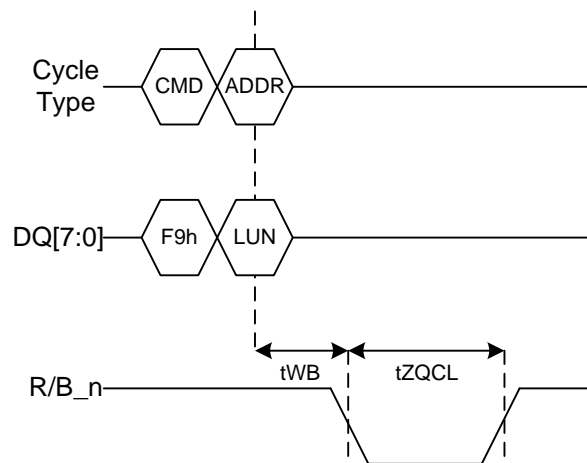 Cycle
Type
CMD
ADDR
DQ[7:0]
F9h
LUN
tWB
tZQCL
R/B_n